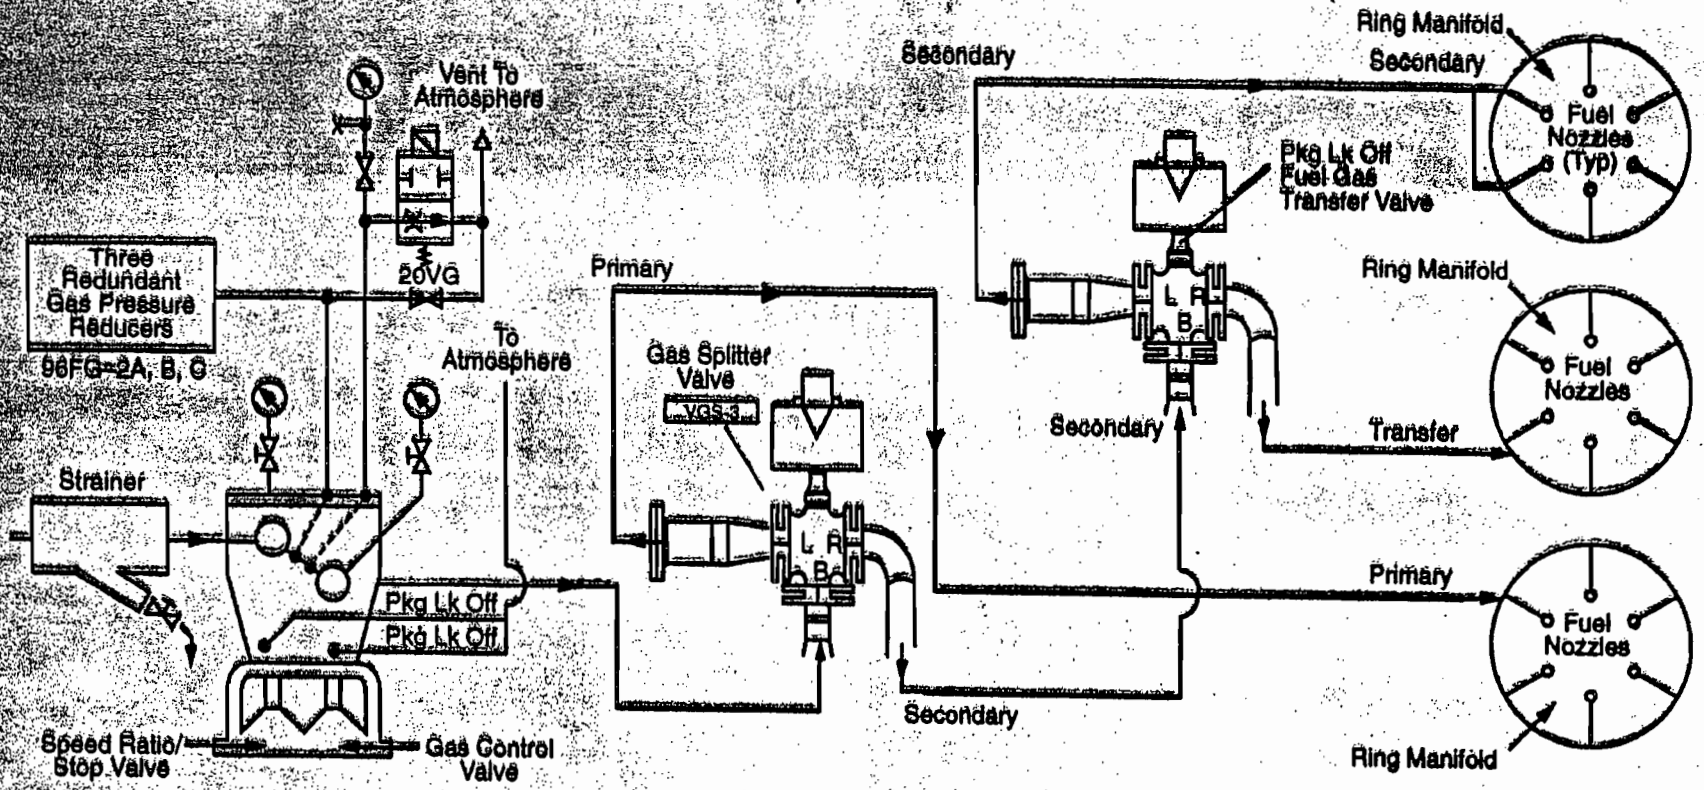 Ring Manifold
Secondary
Secondary
Fuel
Nozzles
(Typ)
Vent To
Atmosphere
Pkg Lk Off
Fuel Gas
Transfer Valve
L R
B
Three
Redundant
Gas Pressure
Reducers
96FG-2A, B, C
20VG
Primary
Ring Manifold
Fuel
Nozzles
To
Atmosphere
Gas Splitter
Valve
VGS-3
Secondary
Transfer
Strainer
L R
B
Pkg Lk Off
Pkg Lk Off
Primary
Fuel
Nozzles
Secondary
Speed Ratio/
Stop Valve
Gas Control
Valve
Ring Manifold